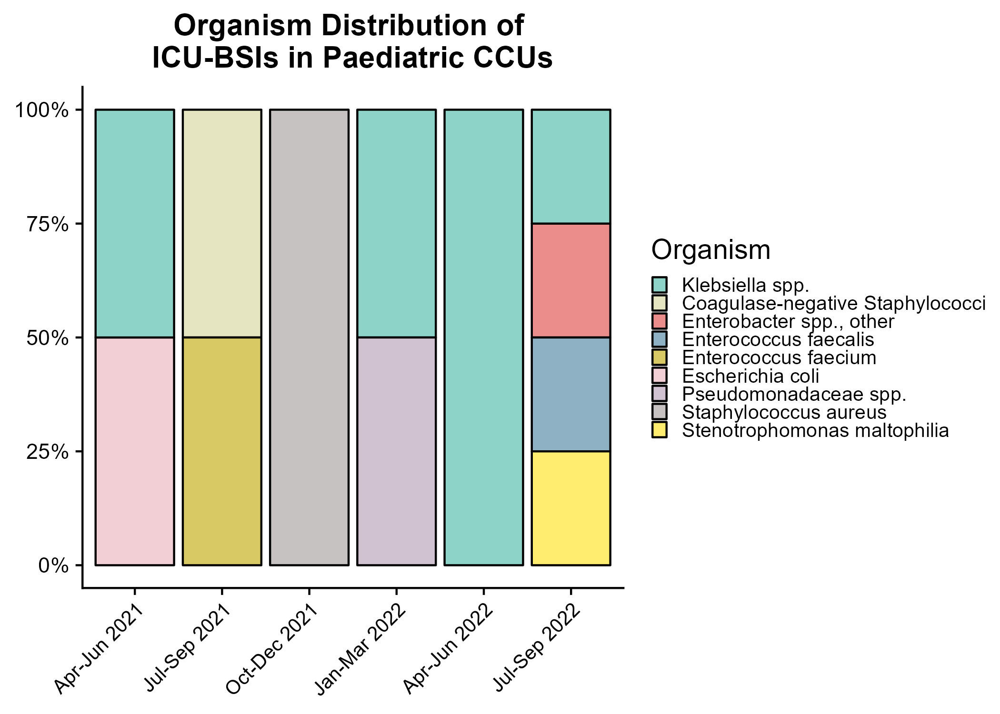 Organism Distribution of
ICU-BSIs in Paediatric CCUs
100%
75%
50%
25%
0%
Apr-Jun 2021
Jul-Sep 2021
Oct-Dec 2021
Jan-Mar 2022
Apr-Jun 2022
Jul-Sep 2022
Organism
Klebsiella spp.
Coagulase-negative Staphylococci
Enterobacter spp., other
Enterococcus faecalis
Enterococcus faecium
Escherichia coli
Pseudomonadaceae spp.
Staphylococcus aureus
Stenotrophomonas maltophilia